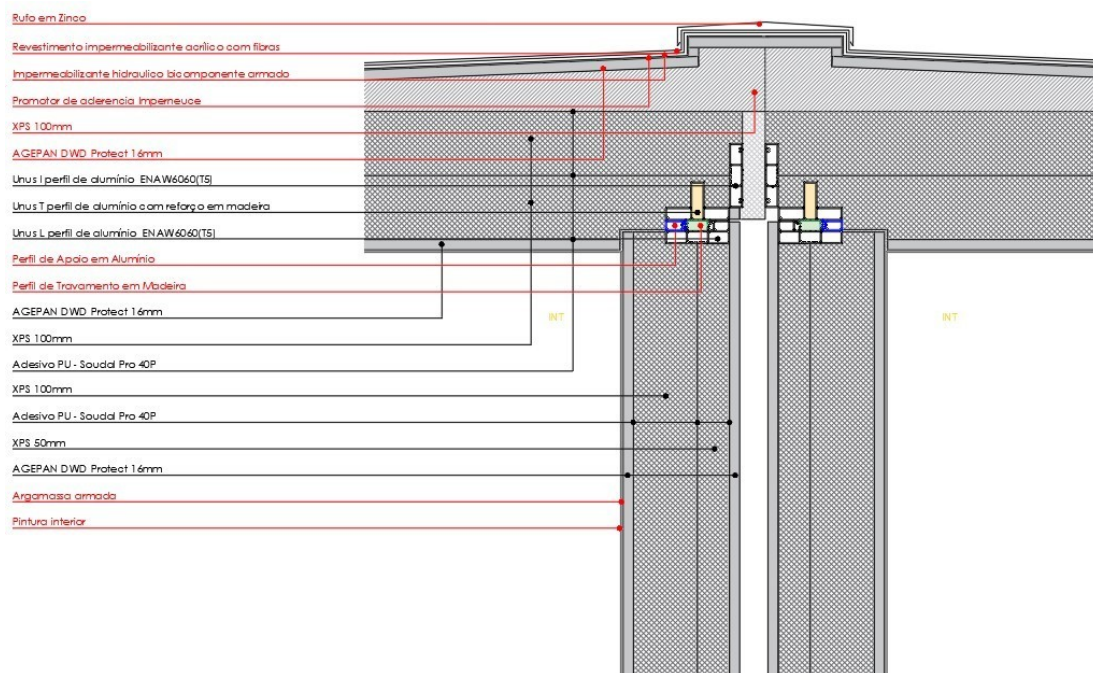 Rufo em Zinco
Revestimento impermeabilizante acrílico com fibras
Impermeabilizante hidraulico bicomponente armado
Promotor de aderencia Imperneuce
XPS 100mm
AGEPAN DWD Protect 16mm
Unus I perfil de alumínio ENAW6060(T5)
Unus T perfil de alumínio com reforço em madeira
Unus L perfil de alumínio ENAW6060(T5)
Perfil de Apoio em Alumínio
Perfil de Travamento em Madeira
AGEPAN DWD Protect 16mm
INT
INT
XPS 100mm
Adesivo PU - Soudal Pro 40P
XPS 100mm
Adesivo PU - Soudal Pro 40P
XPS 50mm
AGEPAN DWD Protect 16mm
Argamassa armada
Pintura interior